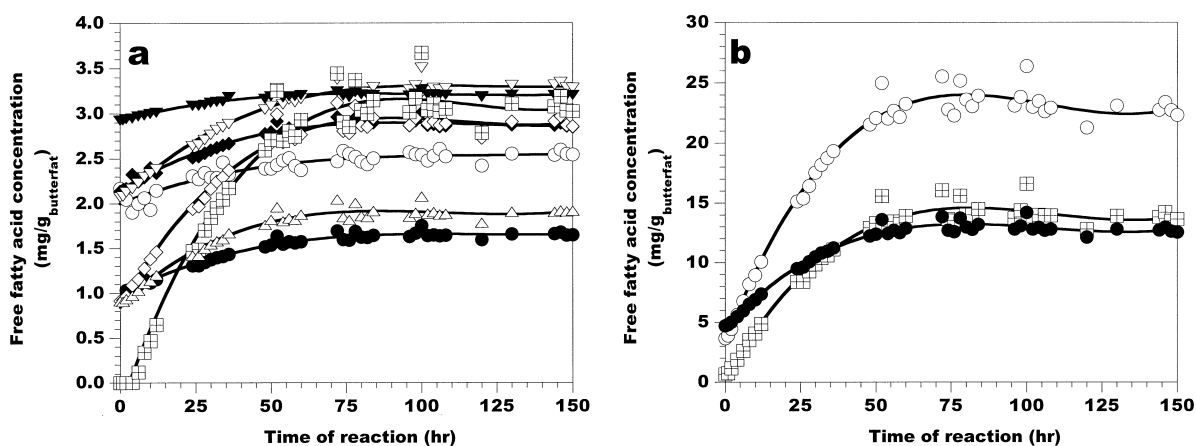 a
4.0
3.5
3.0
2.5
2.0
1.5
1.0
0.5
0.0
0 25 50 75 100 125 150
Time of reaction (hr)
Free fatty acid concentration
(mg/g butterfat)
b
30
25
20
15
10
5
0
0 25 50 75 100 125 150
Time of reaction (hr)
Free fatty acid concentration
(mg/g butterfat)